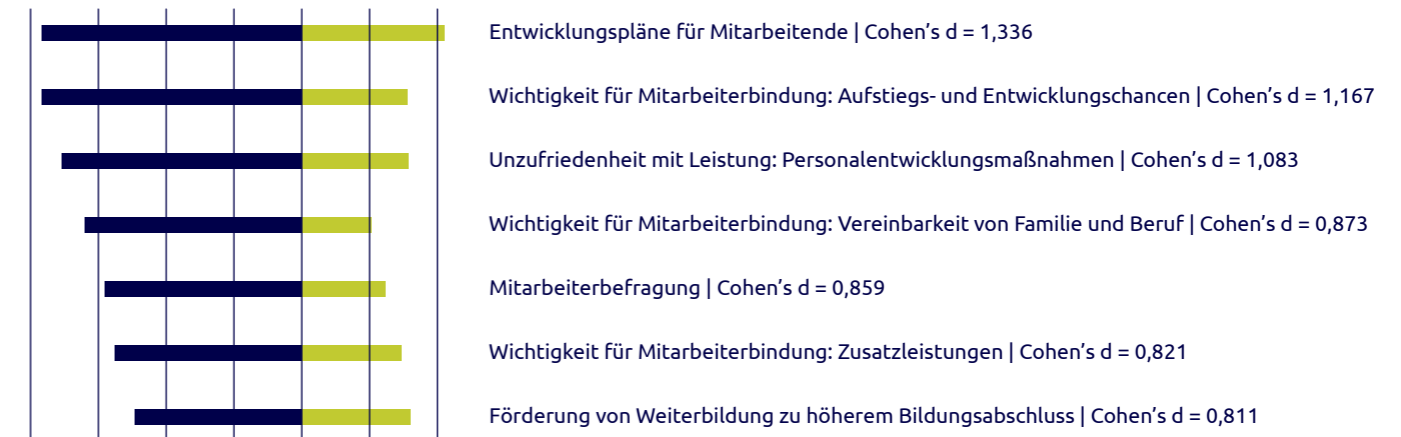 Entwicklungspläne für Mitarbeitende | Cohen’s d = 1,336
Wichtigkeit für Mitarbeiterbindung: Aufstiegs- und Entwicklungschancen | Cohen’s d = 1,167
Unzufriedenheit mit Leistung: Personalentwicklungsmaßnahmen | Cohen’s d = 1,083
Wichtigkeit für Mitarbeiterbindung: Vereinbarkeit von Familie und Beruf | Cohen’s d = 0,873
Mitarbeiterbefragung | Cohen’s d = 0,859
Wichtigkeit für Mitarbeiterbindung: Zusatzleistungen | Cohen’s d = 0,821
Förderung von Weiterbildung zu höherem Bildungsabschluss | Cohen’s d = 0,811